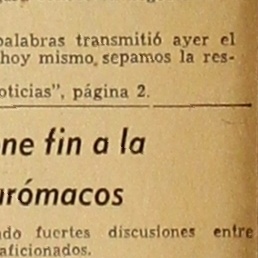 palabras transmitió ayer el
hoy mismo, sepamos la res-
oticias", página 2.
ne fin a la
urómacos
do fuertes discusiones entre
aficionados.